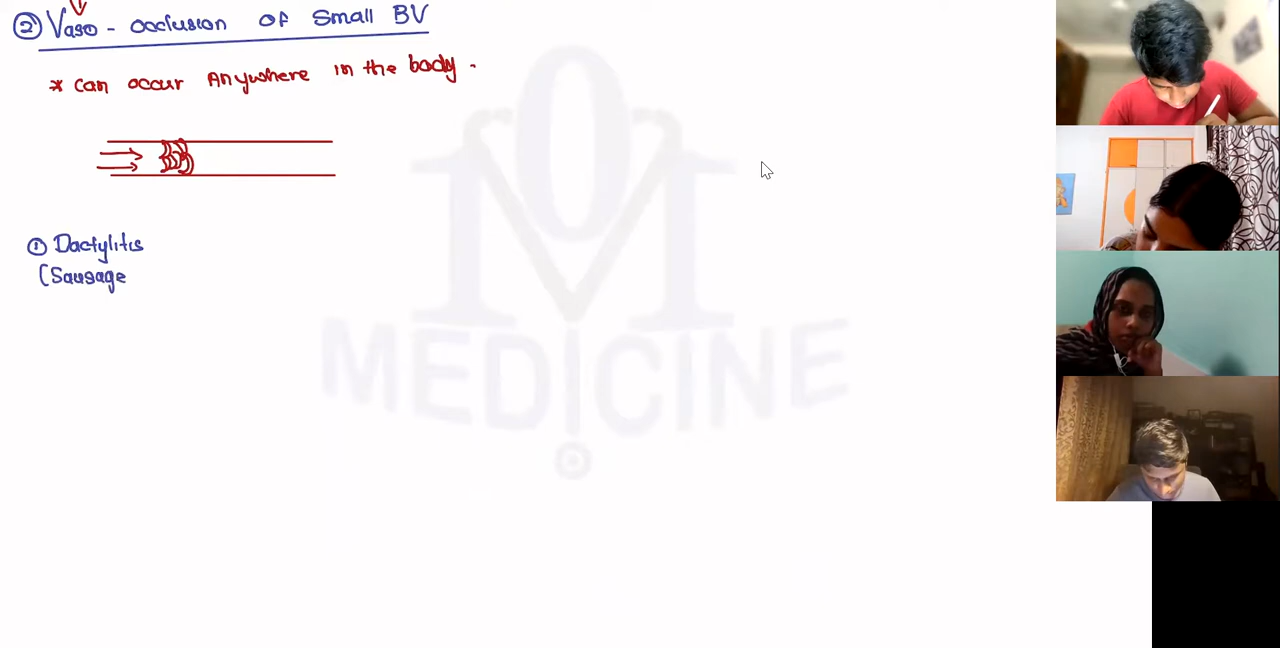 ② Vaso - occlusion of Small BV
* Can occur Anywhere in the body.
① Dactylitis
(Sausage
MEDICINE